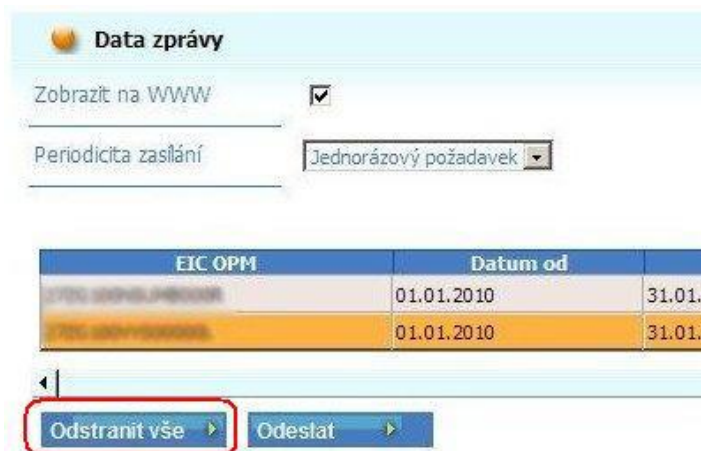 Data zprávy
Zobrazit na WWW
Periodicita zasílání Jednorázový požadavek
EIC OPM Datum od
01.01.2010 31.01.
01.01.2010 31.01.
Odstranit vše Odeslat